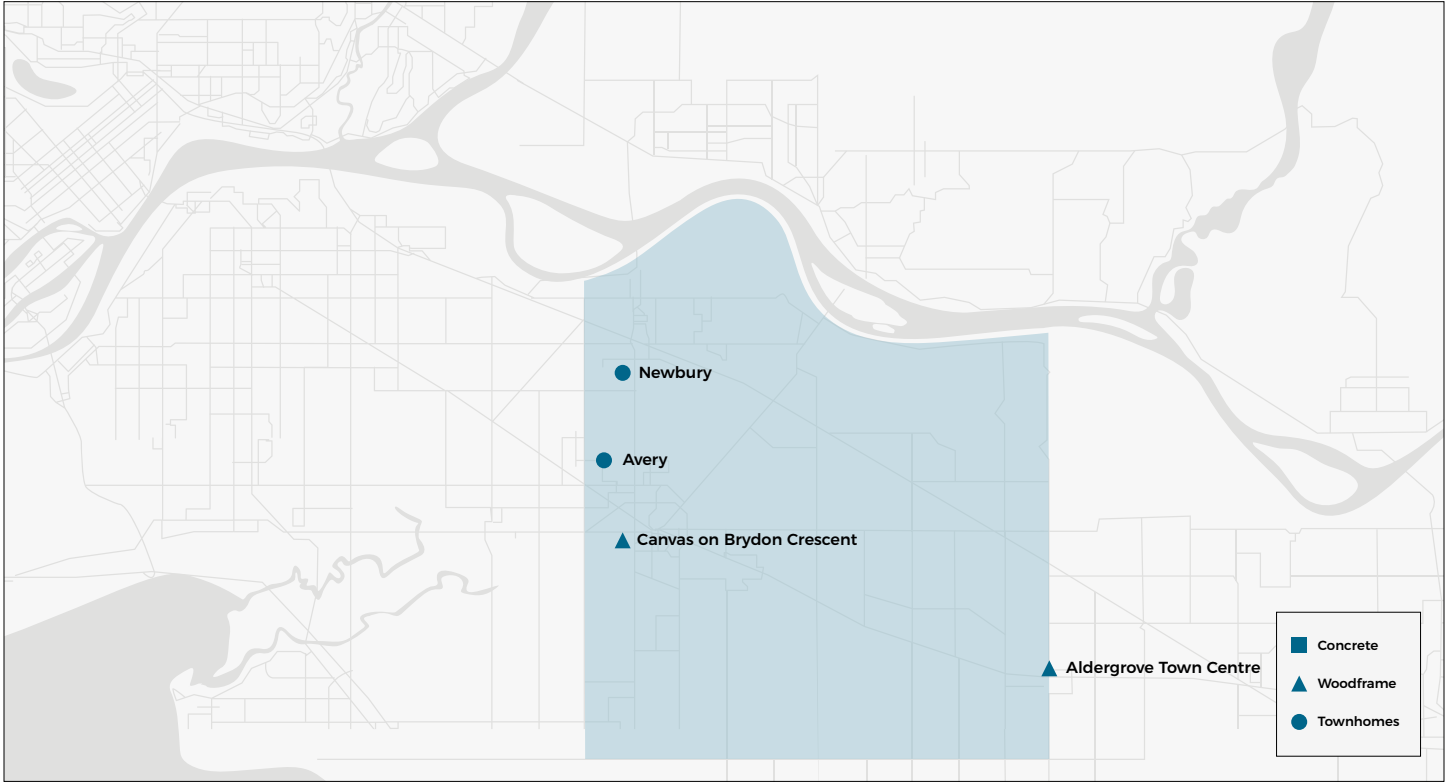 Newbury
Avery
Canvas on Brydon Crescent
Aldergrove Town Centre
Concrete
Woodframe
Townhomes